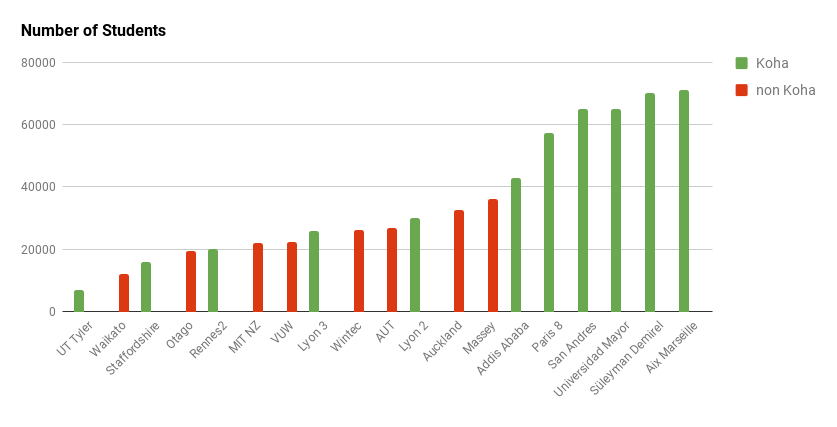 Number of Students
80000
60000
40000
20000
0
Koha
non Koha
UT Tyler
Waikato
Staffordshire
Otago
Rennes2
MIT NZ
VUW
Lyon 3
Wintec
AUT
Lyon 2
Auckland
Massey
Addis Ababa
Paris 8
San Andres
Universidad Mayor
Süleyman Demirel
Aix Marseille